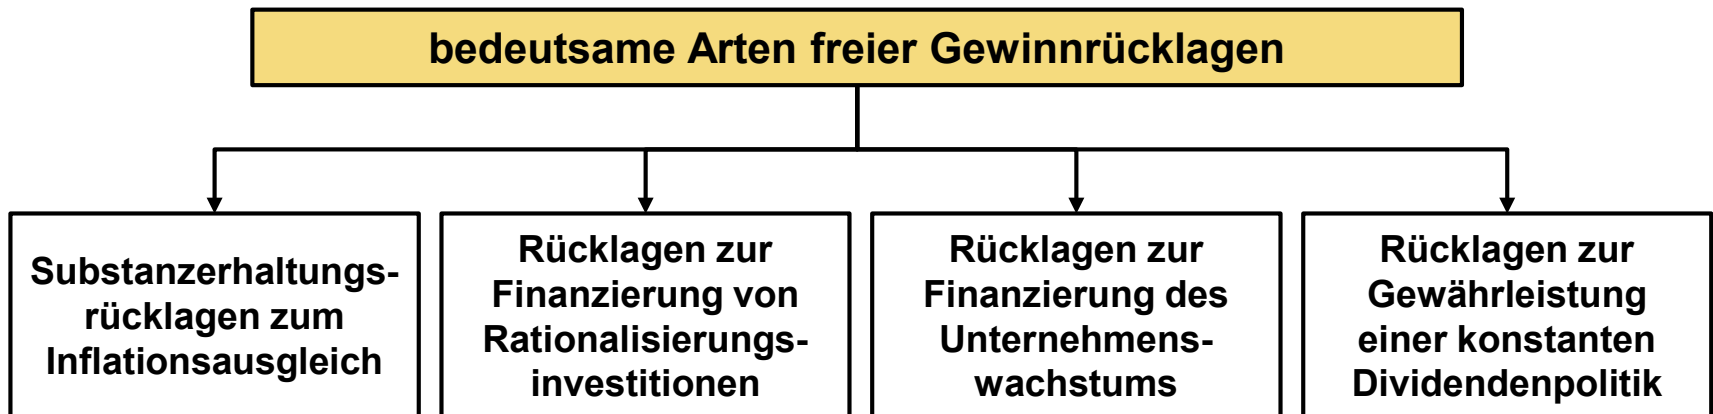 bedeutsame Arten freier Gewinnrücklagen
Substanzerhaltungs-
rücklagen zum
Inflationsausgleich
Rücklagen zur
Finanzierung von
Rationalisierungs-
investitionen
Rücklagen zur
Finanzierung des
Unternehmens-
wachstums
Rücklagen zur
Gewährleistung
einer konstanten
Dividendenpolitik